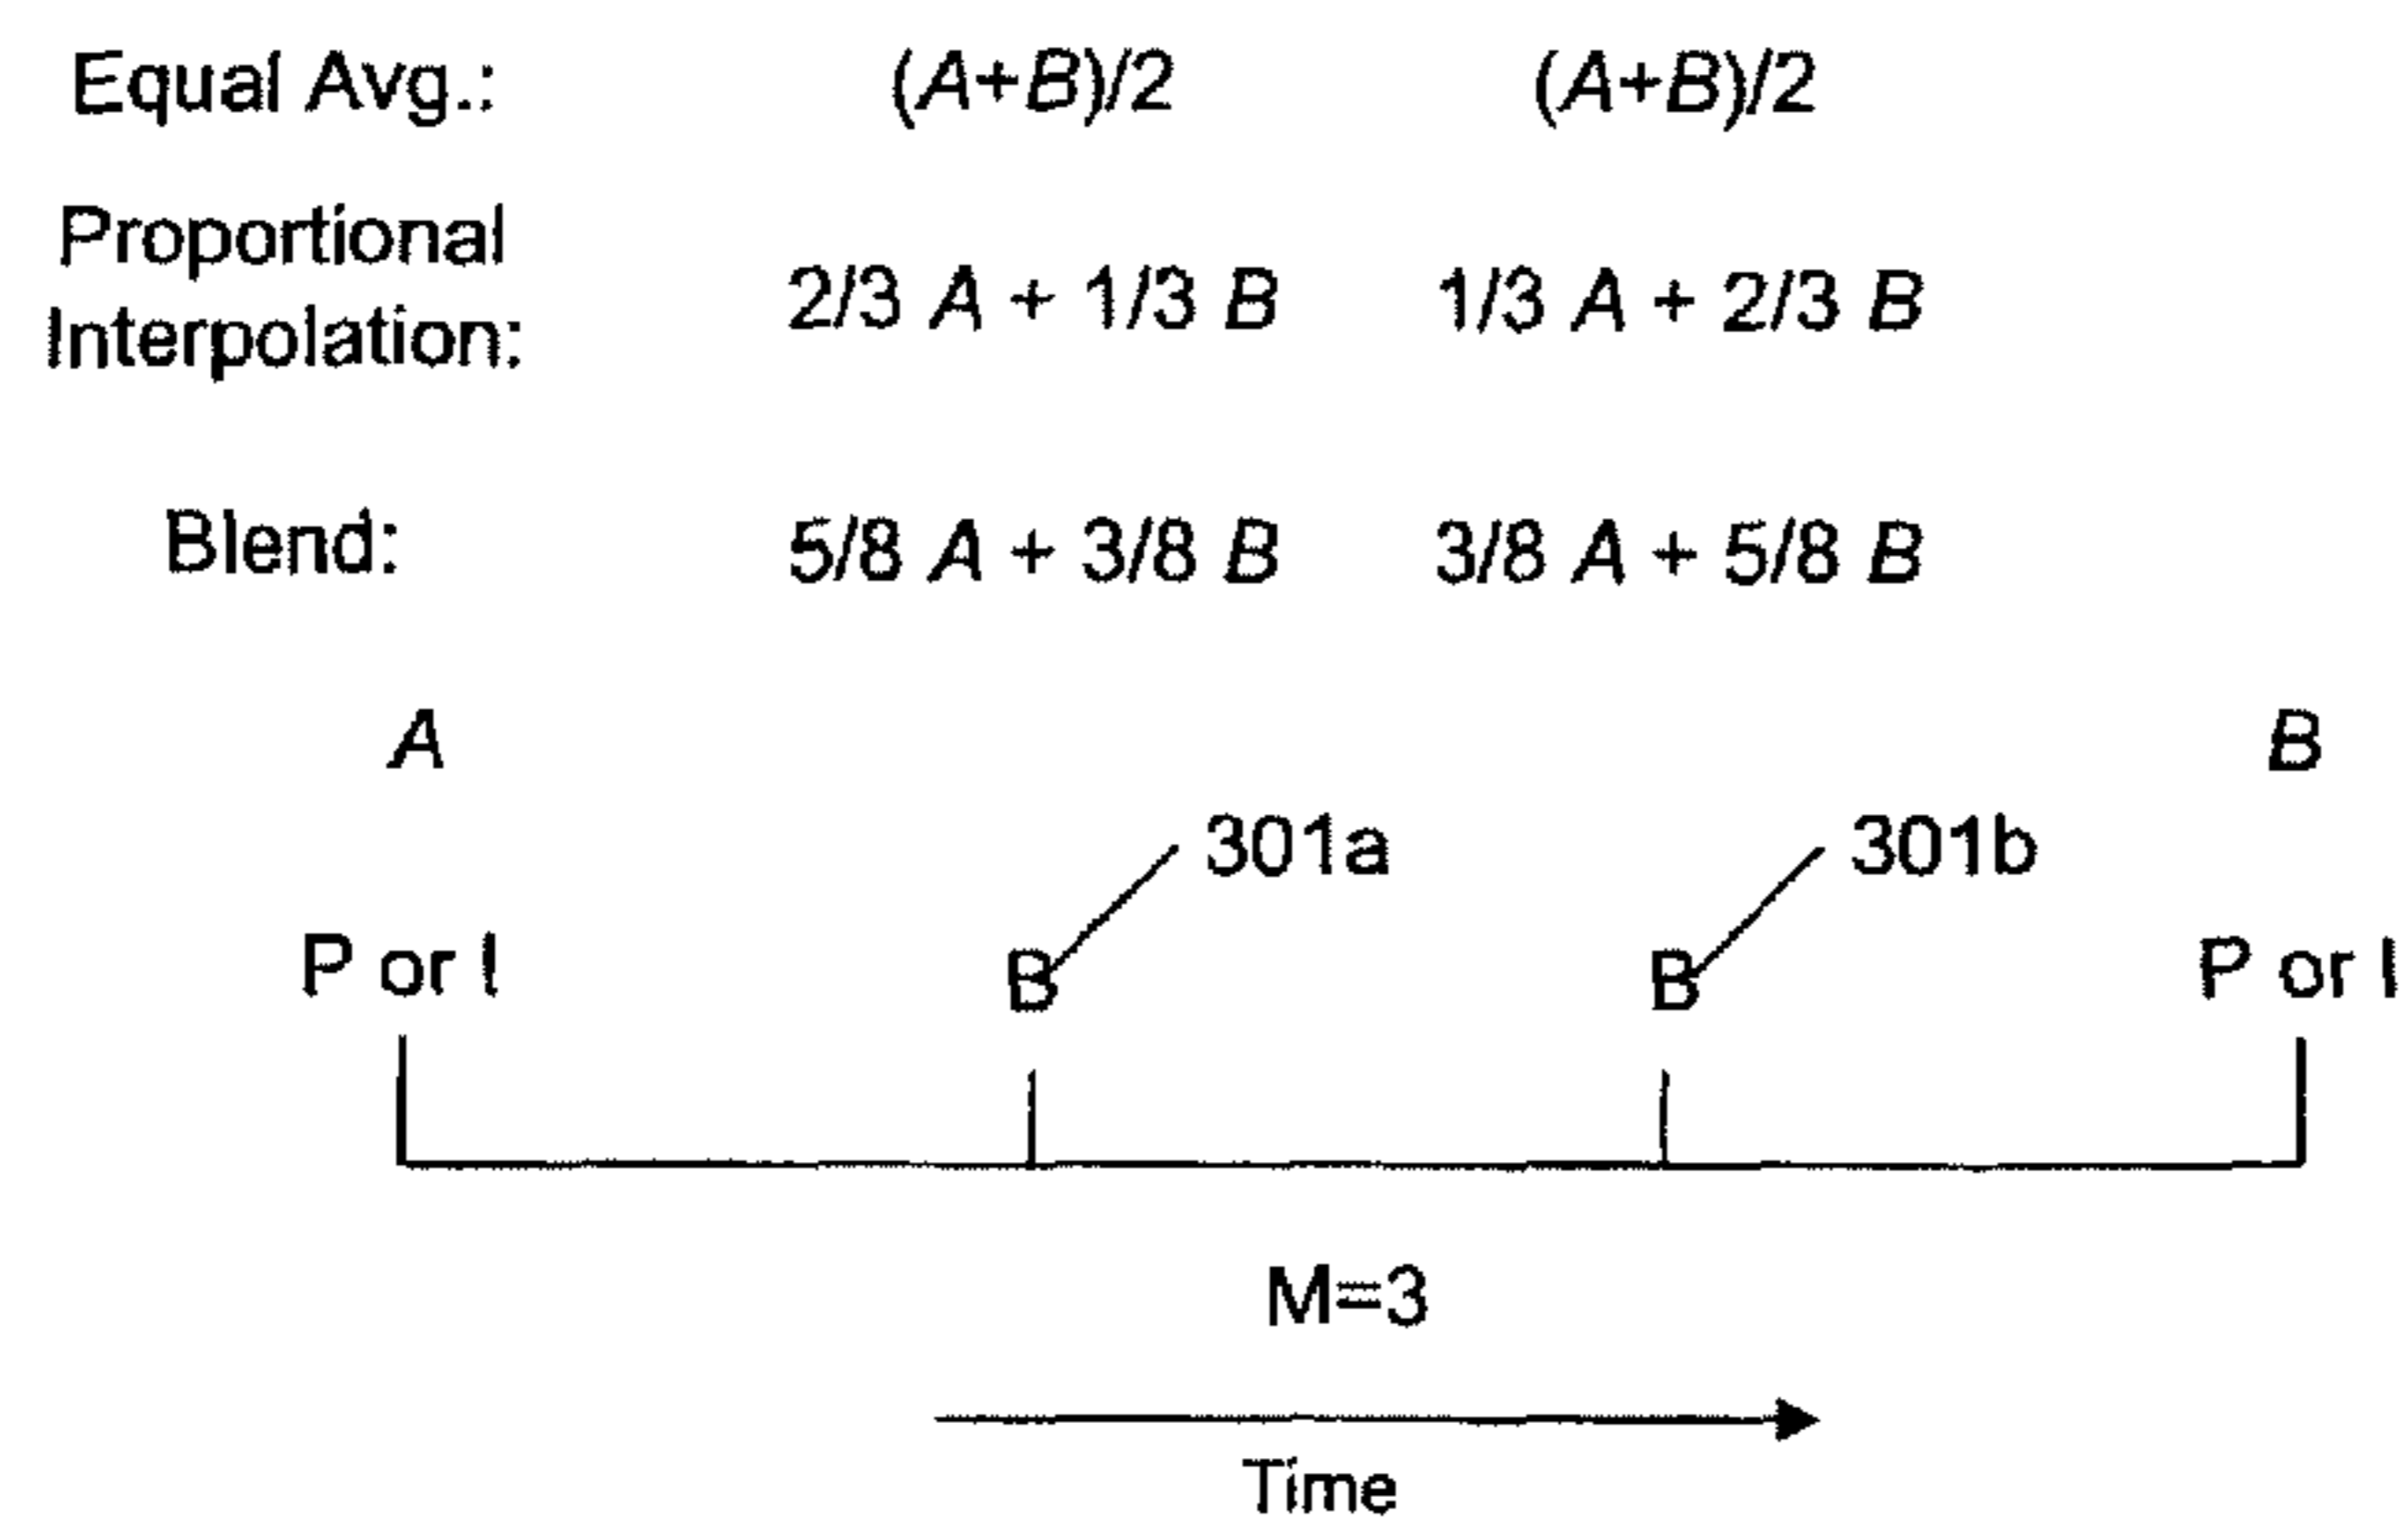 Equal Avg.: (A+B)/2 (A+B)/2
Proportional
Interpolation: 2/3 A + 1/3 B 1/3 A + 2/3 B
Blend: 5/8 A + 3/8 B 3/8 A + 5/8 B
A B
301a 301b
P or I B B P or I
M=3
Time